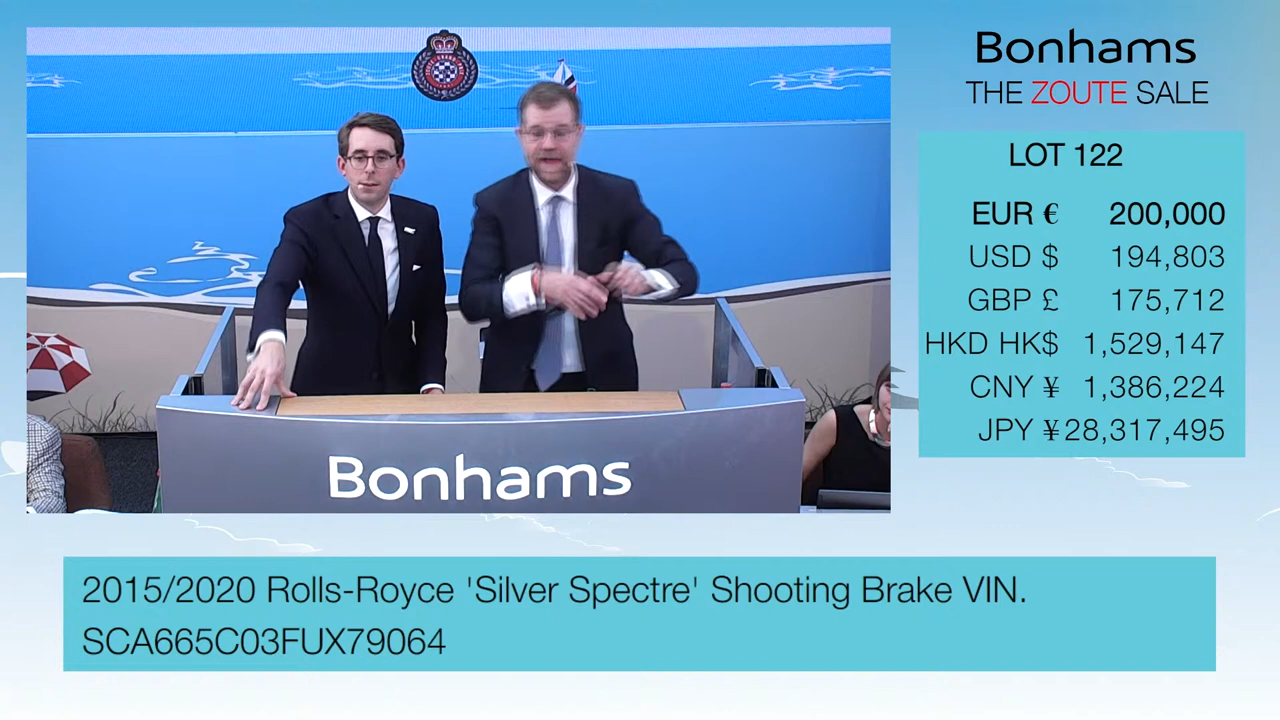 Bonhams
THE ZOUTE SALE
LOT 122
EUR € 200,000
USD $ 194,803
GBP £ 175,712
HKD HK$ 1,529,147
CNY ¥ 1,386,224
JPY ¥ 28,317,495
Bonhams
2015/2020 Rolls-Royce 'Silver Spectre' Shooting Brake VIN.
SCA665C03FUX79064